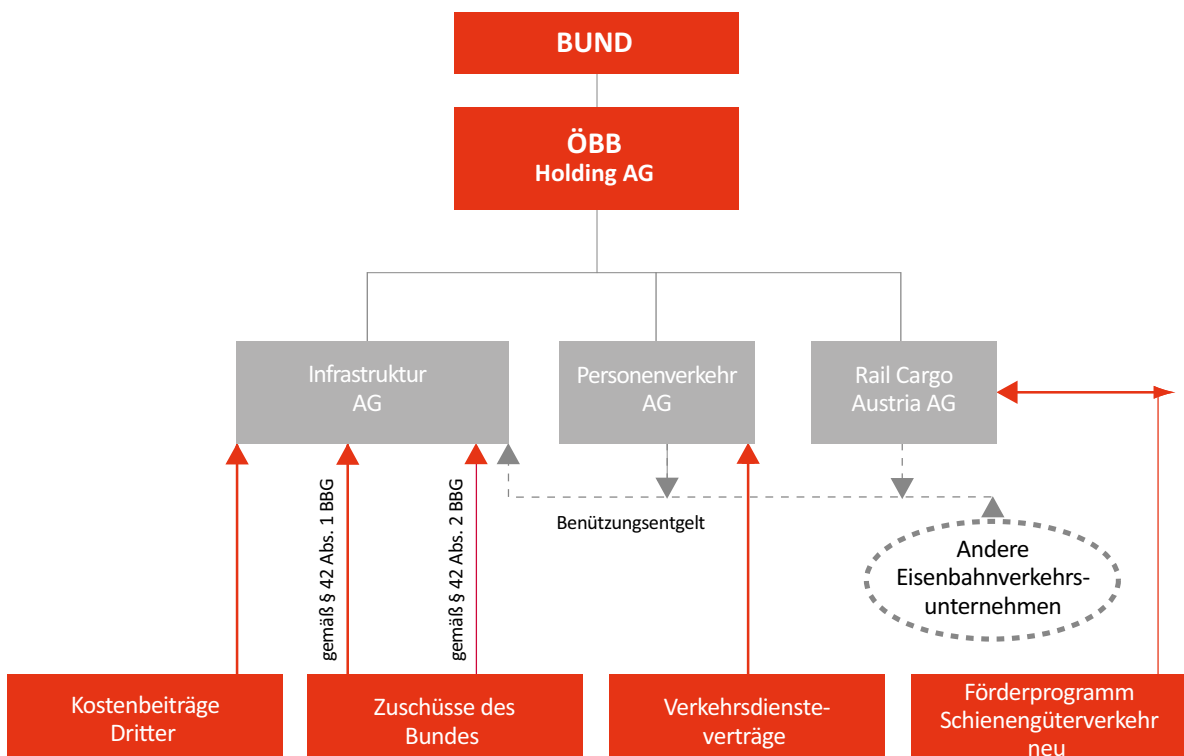 BUND
ÖBB
Holding AG
Infrastruktur
AG
Personenverkehr
AG
Rail Cargo
Austria AG
gemäß § 42 Abs. 1 BBG
gemäß § 42 Abs. 2 BBG
Benützungsentgelt
Andere
Eisenbahnverkehrs-
unternehmen
Kostenbeiträge
Dritter
Zuschüsse des
Bundes
Verkehrsdienste-
verträge
Förderprogramm
Schienengüterverkehr
neu